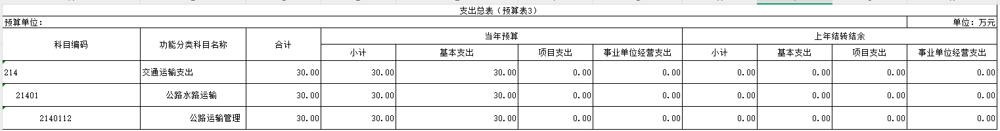 支出总表（预算表3）
预算单位: 单位: 万元
科目编码 功能分类科目名称 合计 当年预算 上年结转结余
小计 基本支出 项目支出 事业单位经营支出 小计 基本支出 项目支出 事业单位经营支出
214 交通运输支出 30.00 30.00 30.00 0.00 0.00 0.00 0.00 0.00 0.00
21401 公路水路运输 30.00 30.00 30.00 0.00 0.00 0.00 0.00 0.00 0.00
2140112 公路运输管理 30.00 30.00 30.00 0.00 0.00 0.00 0.00 0.00 0.00